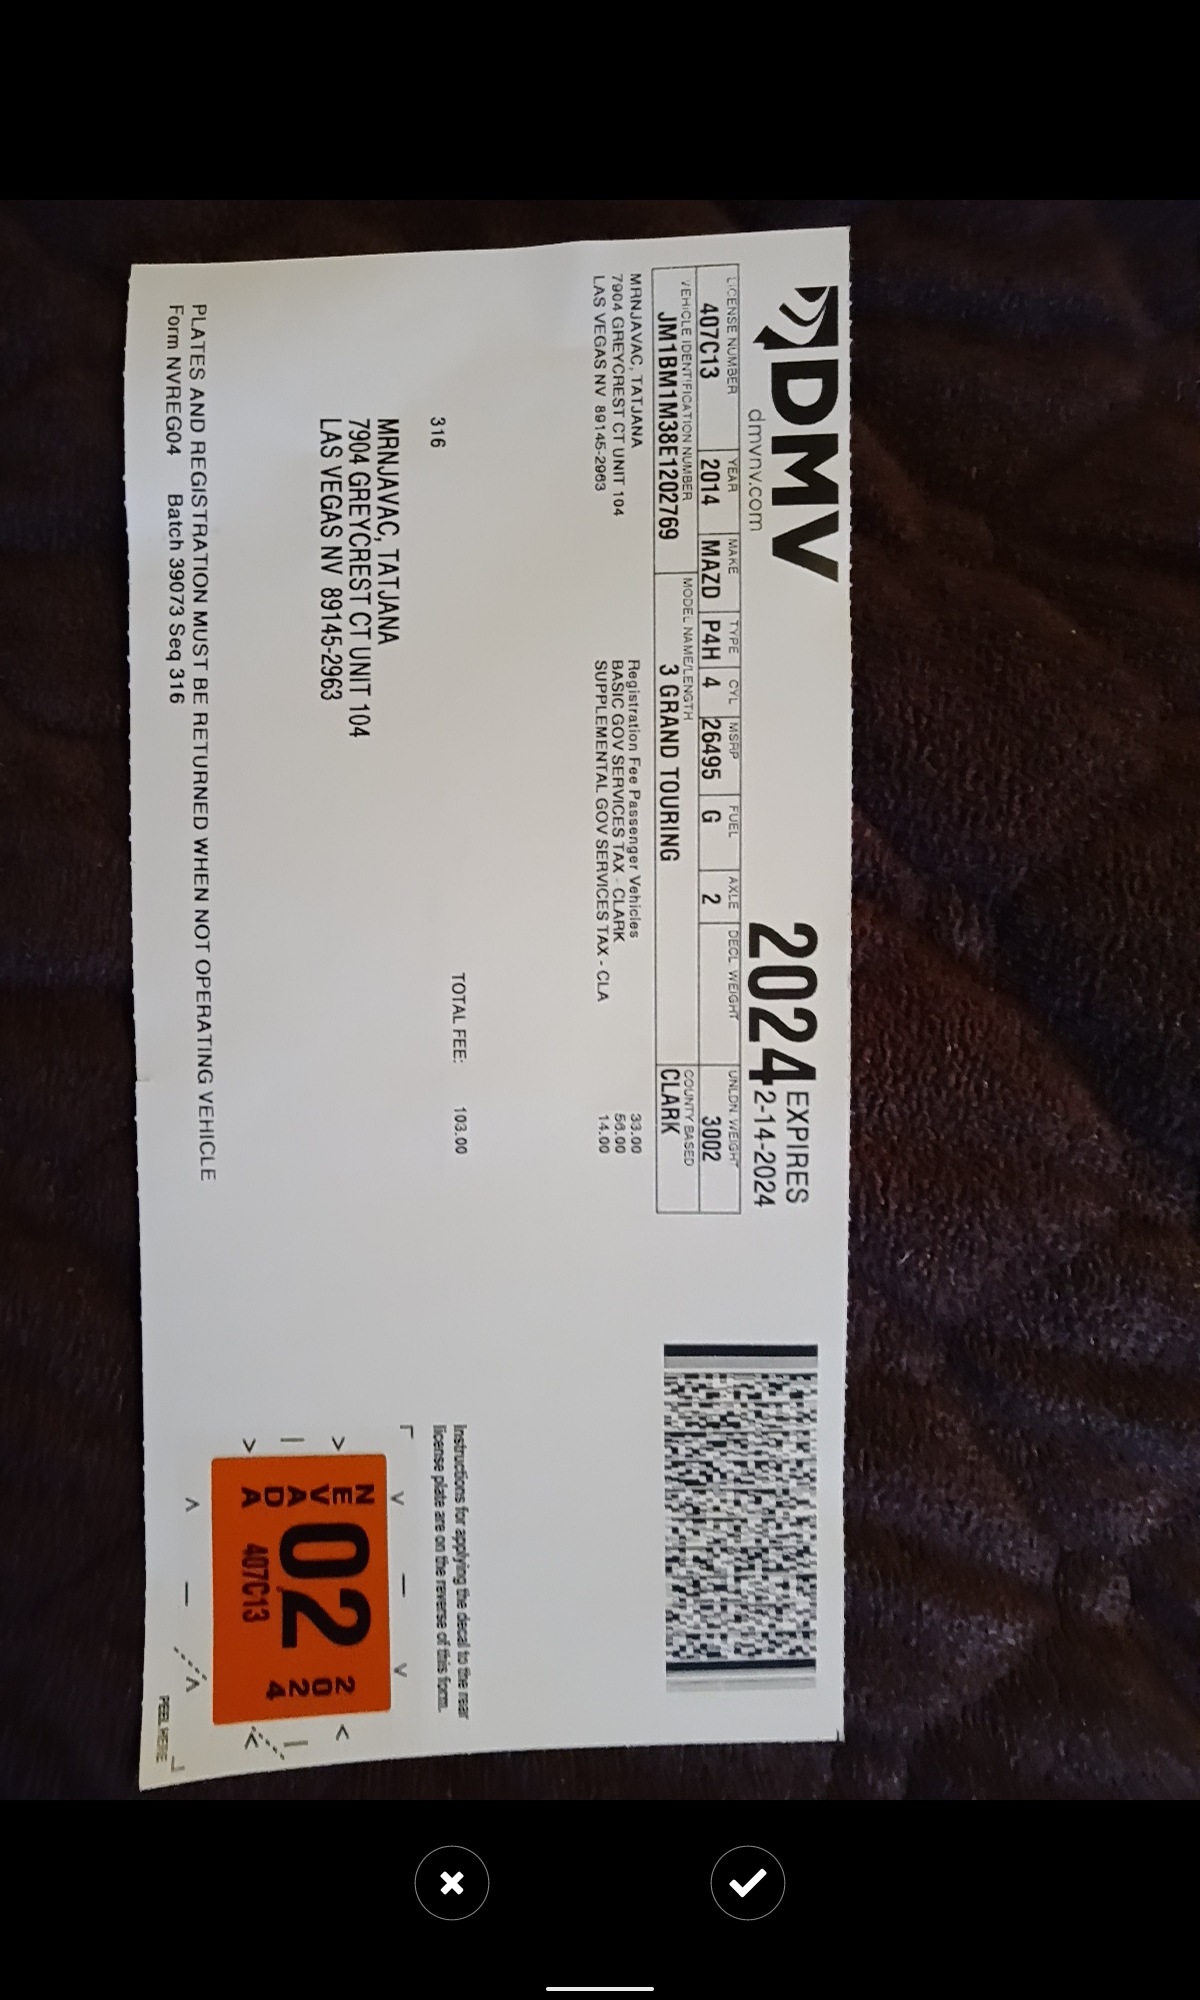 DMV
dmvnv.com
2024 EXPIRES
2-14-2024
LICENSE NUMBER YEAR MAKE TYPE CYL MSRP FUEL AXLE DECL WEIGHT UNLDN. WEIGHT
407C13 2014 MAZD P4H 4 26495 G 2 3002
VEHICLE IDENTIFICATION NUMBER MODEL NAME/LENGTH COUNTY BASED
JM1BM1M38E1202769 3 GRAND TOURING CLARK
MRNJAVAC, TATJANA Registration Fee Passenger Vehicles 33.00
7904 GREYCREST CT UNIT 104 BASIC GOV SERVICES TAX - CLARK 56.00
LAS VEGAS NV 89145-2963 SUPPLEMENTAL GOV SERVICES TAX - CLA 14.00
TOTAL FEE: 103.00
316
MRNJAVAC, TATJANA
7904 GREYCREST CT UNIT 104
LAS VEGAS NV 89145-2963
PLATES AND REGISTRATION MUST BE RETURNED WHEN NOT OPERATING VEHICLE
Form NVREG04 Batch 39073 Seq 316
Instructions for applying the decal to the rear
license plate are on the reverse of this form.
NEVADA
02
2024
407C13
PEEL HERE